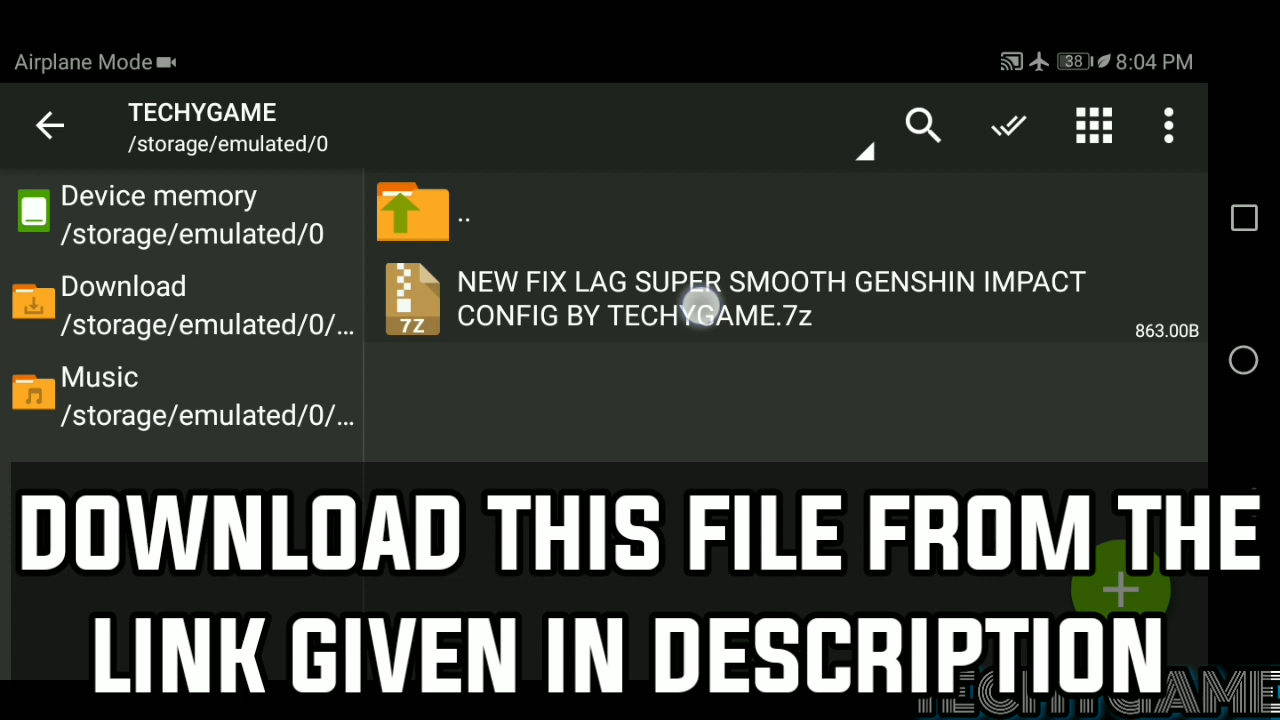 Airplane Mode
38 8:04 PM
TECHYGAME
/storage/emulated/0
Device memory
/storage/emulated/0
Download
/storage/emulated/0/...
Music
/storage/emulated/0/...
..
NEW FIX LAG SUPER SMOOTH GENSHIN IMPACT
CONFIG BY TECHYGAME.7z
7Z
863.00B
DOWNLOAD THIS FILE FROM THE
LINK GIVEN IN DESCRIPTION
TECHYGAME